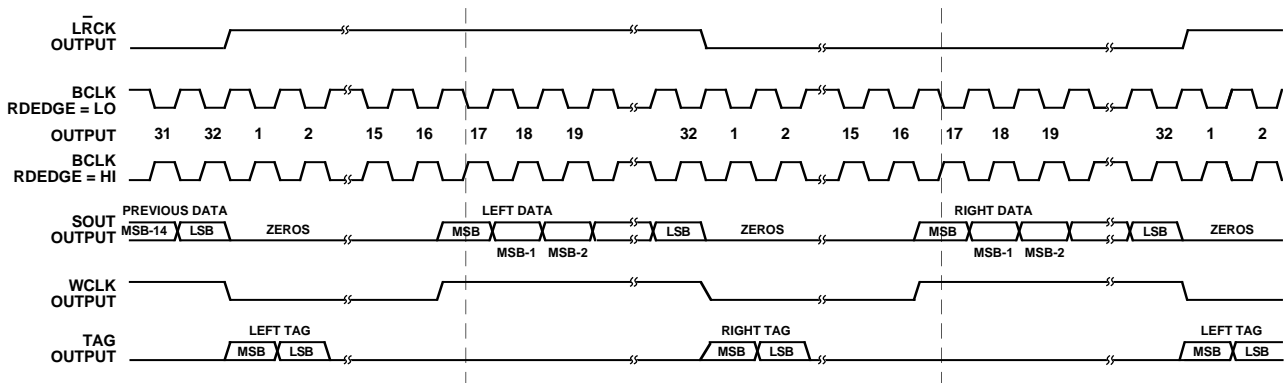 LRCK
OUTPUT
BCLK
RDEDGE = LO
OUTPUT 31 32 1 2 15 16 17 18 19 32 1 2 15 16 17 18 19 32 1 2
BCLK
RDEDGE = HI
SOUT
OUTPUT
PREVIOUS DATA LEFT DATA RIGHT DATA
MSB-14 LSB ZEROS MSB LSB ZEROS MSB LSB ZEROS
MSB-1 MSB-2 MSB-1 MSB-2
WCLK
OUTPUT
TAG
OUTPUT
LEFT TAG RIGHT TAG LEFT TAG
MSB LSB MSB LSB MSB LSB